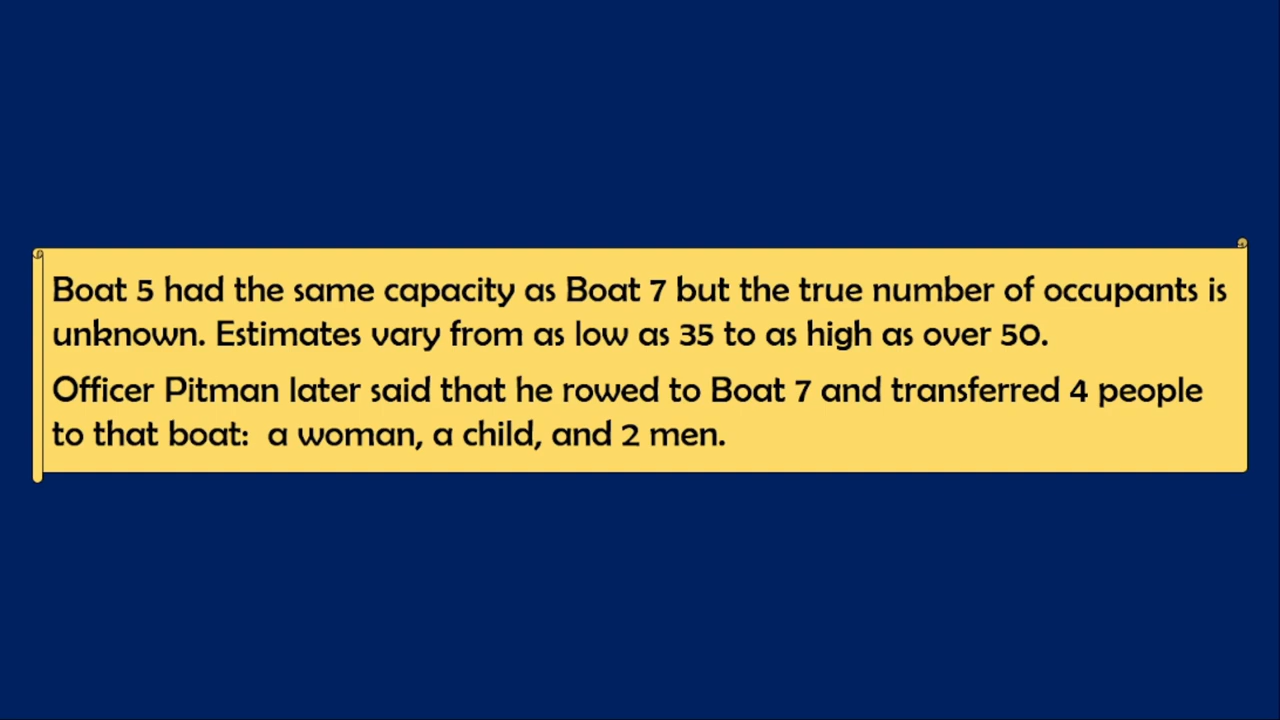 Boat 5 had the same capacity as Boat 7 but the true number of occupants is
unknown. Estimates vary from as low as 35 to as high as over 50.
Officer Pitman later said that he rowed to Boat 7 and transferred 4 people
to that boat:  a woman, a child, and 2 men.